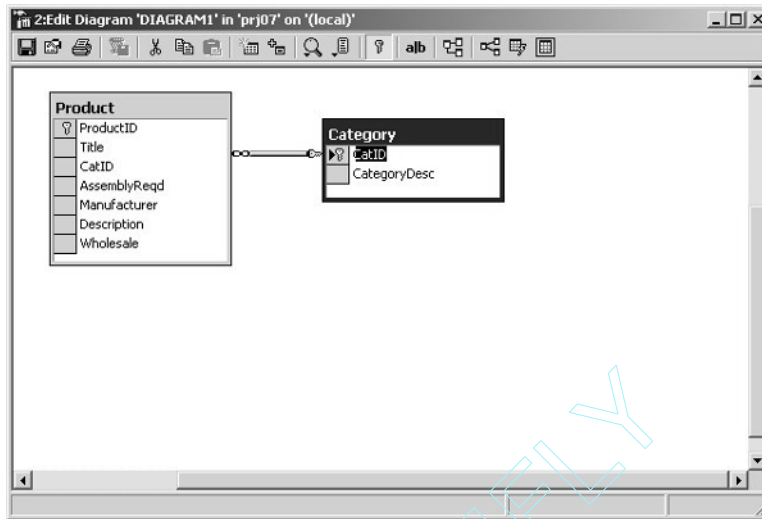 2:Edit Diagram 'DIAGRAM1' in 'prj07' on '(local)'
a|b
Product
ProductID
Title
CatID
AssemblyReqd
Manufacturer
Description
Wholesale
Category
CatID
CategoryDesc